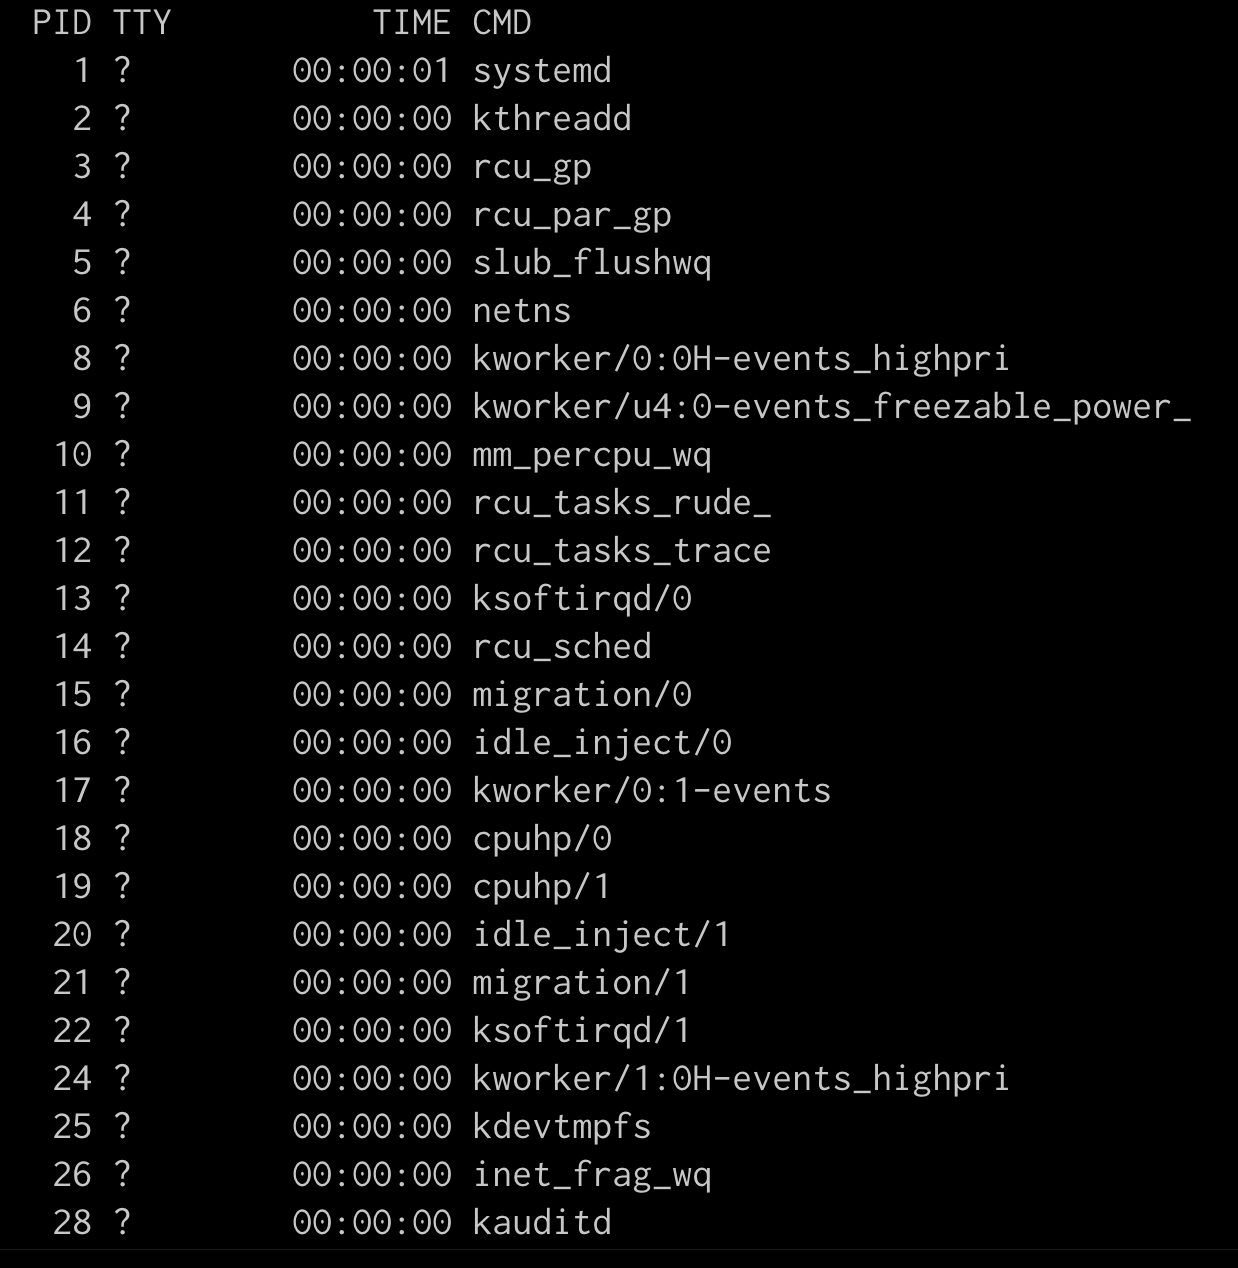 PID TTY          TIME CMD
1 ?        00:00:01 systemd
2 ?        00:00:00 kthreadd
3 ?        00:00:00 rcu_gp
4 ?        00:00:00 rcu_par_gp
5 ?        00:00:00 slub_flushwq
6 ?        00:00:00 netns
8 ?        00:00:00 kworker/0:0H-events_highpri
9 ?        00:00:00 kworker/u4:0-events_freezable_power_
10 ?        00:00:00 mm_percpu_wq
11 ?        00:00:00 rcu_tasks_rude_
12 ?        00:00:00 rcu_tasks_trace
13 ?        00:00:00 ksoftirqd/0
14 ?        00:00:00 rcu_sched
15 ?        00:00:00 migration/0
16 ?        00:00:00 idle_inject/0
17 ?        00:00:00 kworker/0:1-events
18 ?        00:00:00 cpuhp/0
19 ?        00:00:00 cpuhp/1
20 ?        00:00:00 idle_inject/1
21 ?        00:00:00 migration/1
22 ?        00:00:00 ksoftirqd/1
24 ?        00:00:00 kworker/1:0H-events_highpri
25 ?        00:00:00 kdevtmpfs
26 ?        00:00:00 inet_frag_wq
28 ?        00:00:00 kauditd